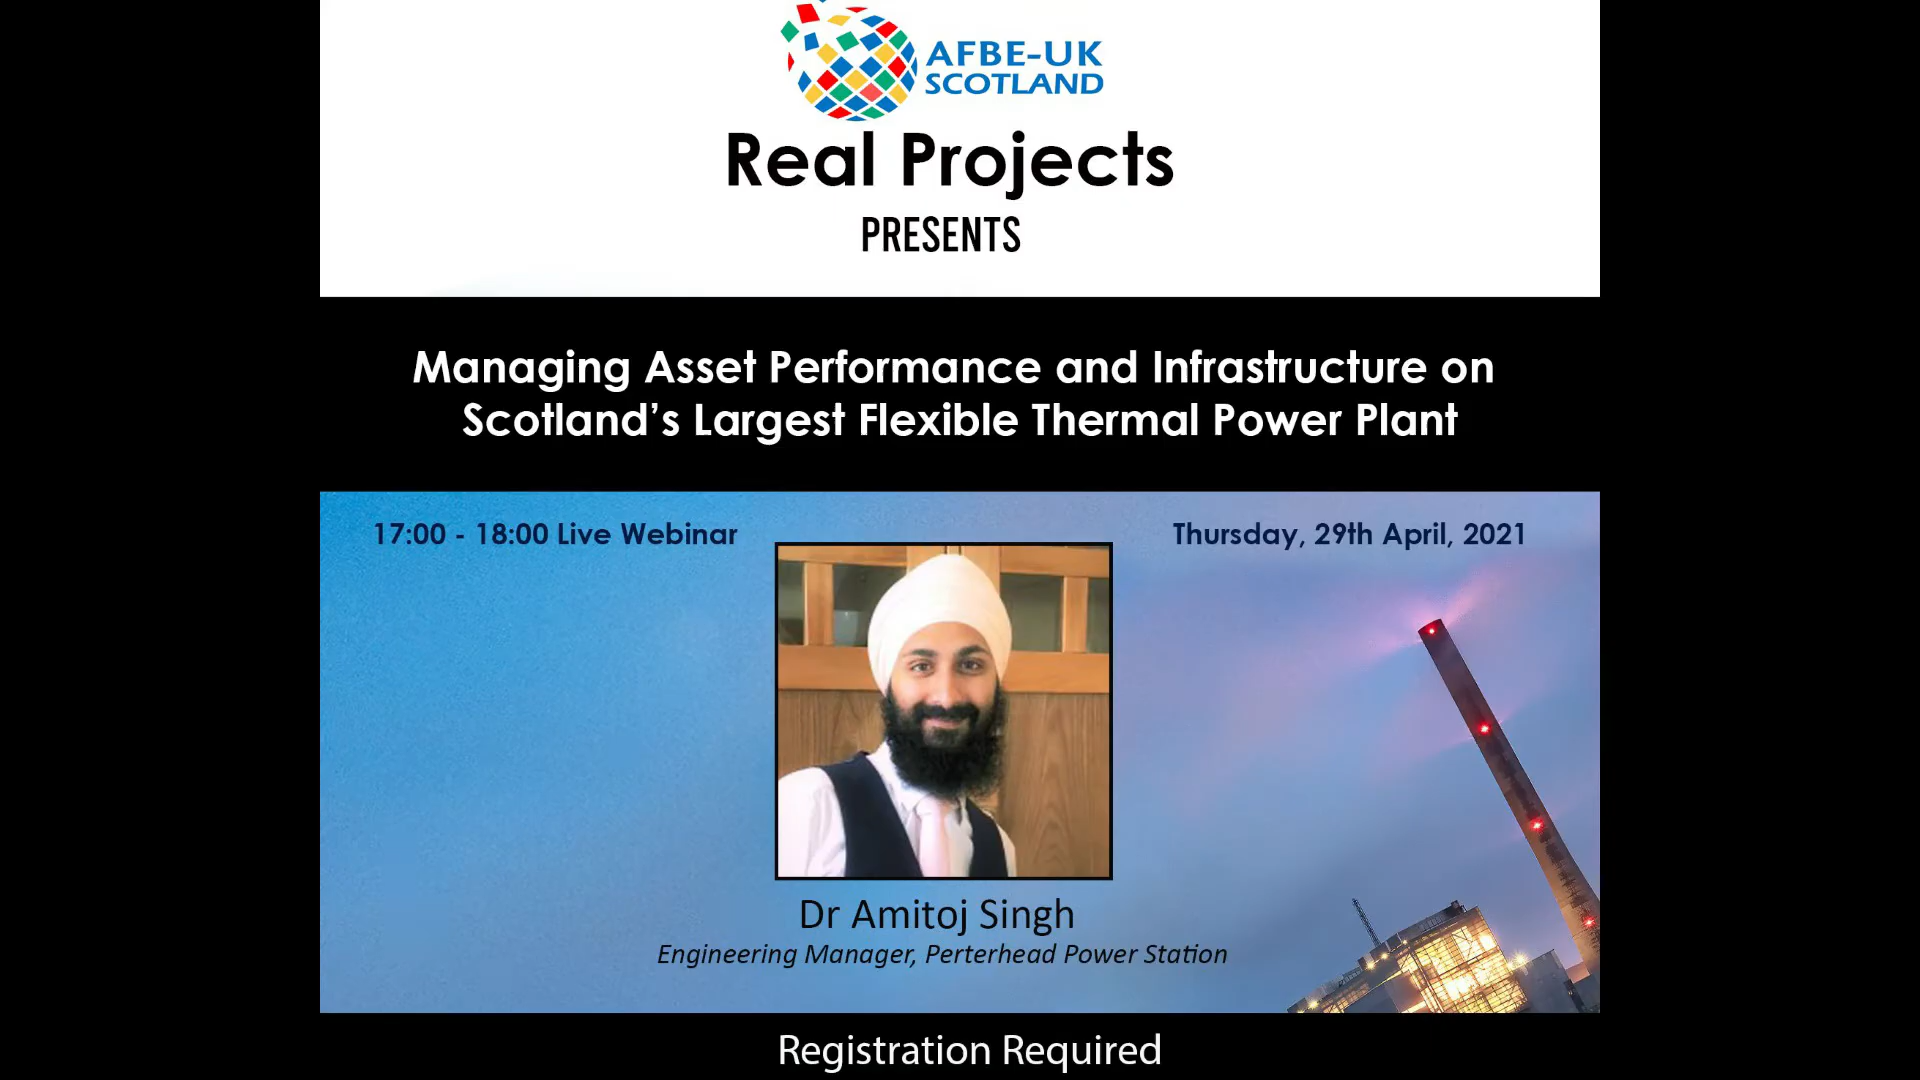 AFBE-UK
SCOTLAND
Real Projects
PRESENTS
Managing Asset Performance and Infrastructure on
Scotland’s Largest Flexible Thermal Power Plant
17:00 - 18:00 Live Webinar
Thursday, 29th April, 2021
Dr Amitoj Singh
Engineering Manager, Perterhead Power Station
Registration Required